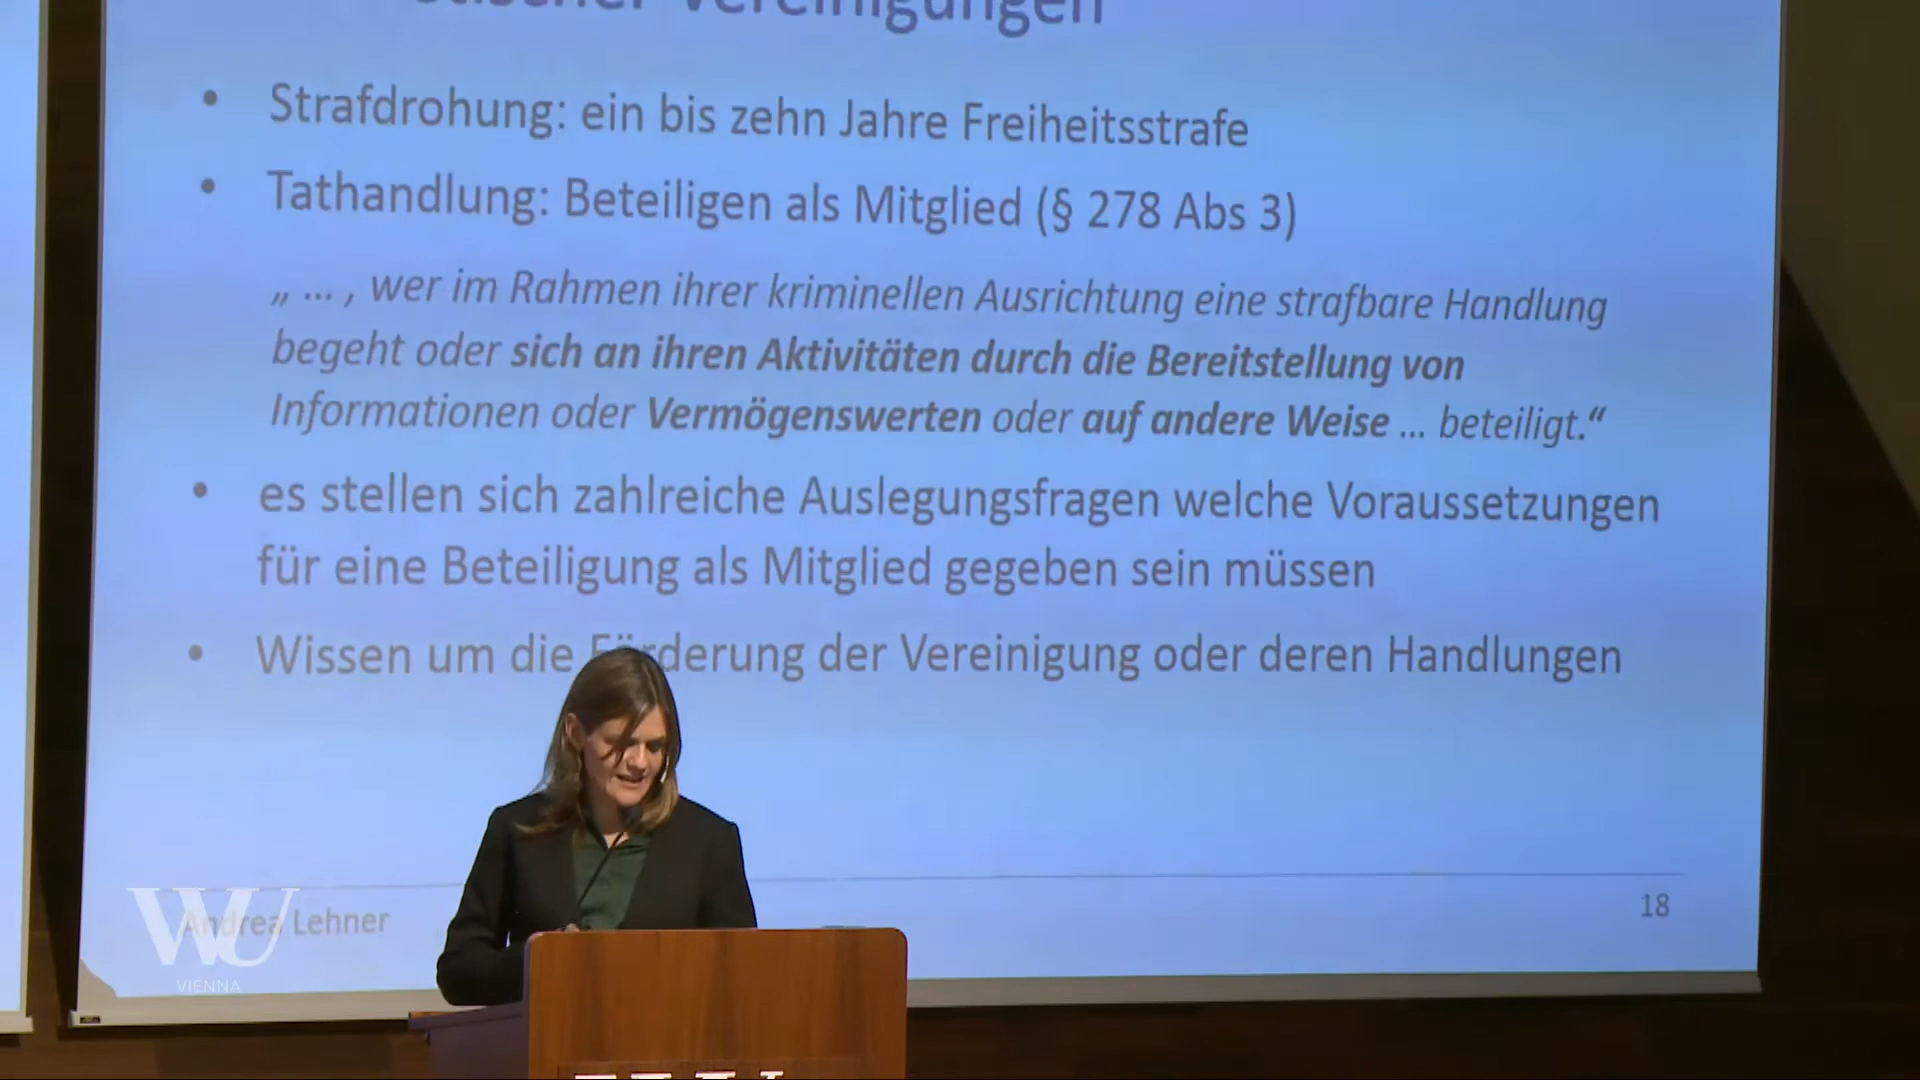 Vereinigungen
• Strafdrohung: ein bis zehn Jahre Freiheitsstrafe
• Tathandlung: Beteiligen als Mitglied (§ 278 Abs 3)
„ ... , wer im Rahmen ihrer kriminellen Ausrichtung eine strafbare Handlung
begeht oder sich an ihren Aktivitäten durch die Bereitstellung von
Informationen oder Vermögenswerten oder auf andere Weise ... beteiligt.“
• es stellen sich zahlreiche Auslegungsfragen welche Voraussetzungen
für eine Beteiligung als Mitglied gegeben sein müssen
• Wissen um die Förderung der Vereinigung oder deren Handlungen
Andrea Lehner
18
WU
VIENNA